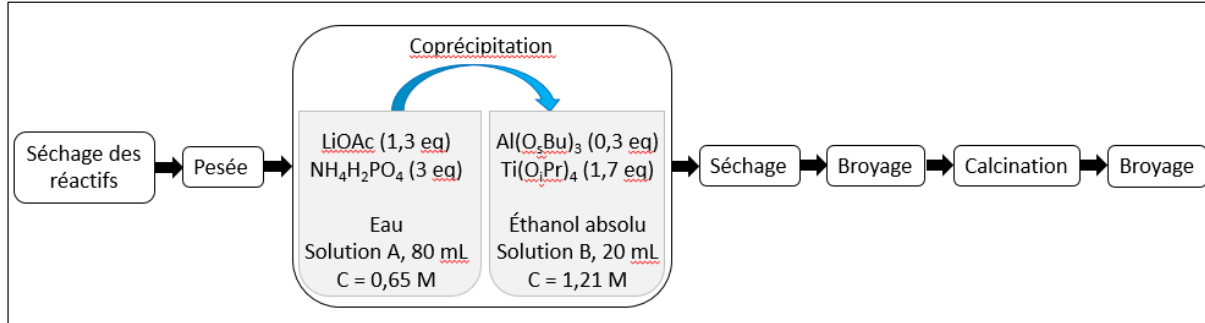 Coprécipitation
Séchage des
réactifs
Pesée
LiOAc (1,3 eq)
NH₄H₂PO₄ (3 eq)
Eau
Solution A, 80 mL
C = 0,65 M
Al(OₛBu)₃ (0,3 eq)
Ti(OᵢPr)₄ (1,7 eq)
Éthanol absolu
Solution B, 20 mL
C = 1,21 M
Séchage
Broyage
Calcination
Broyage